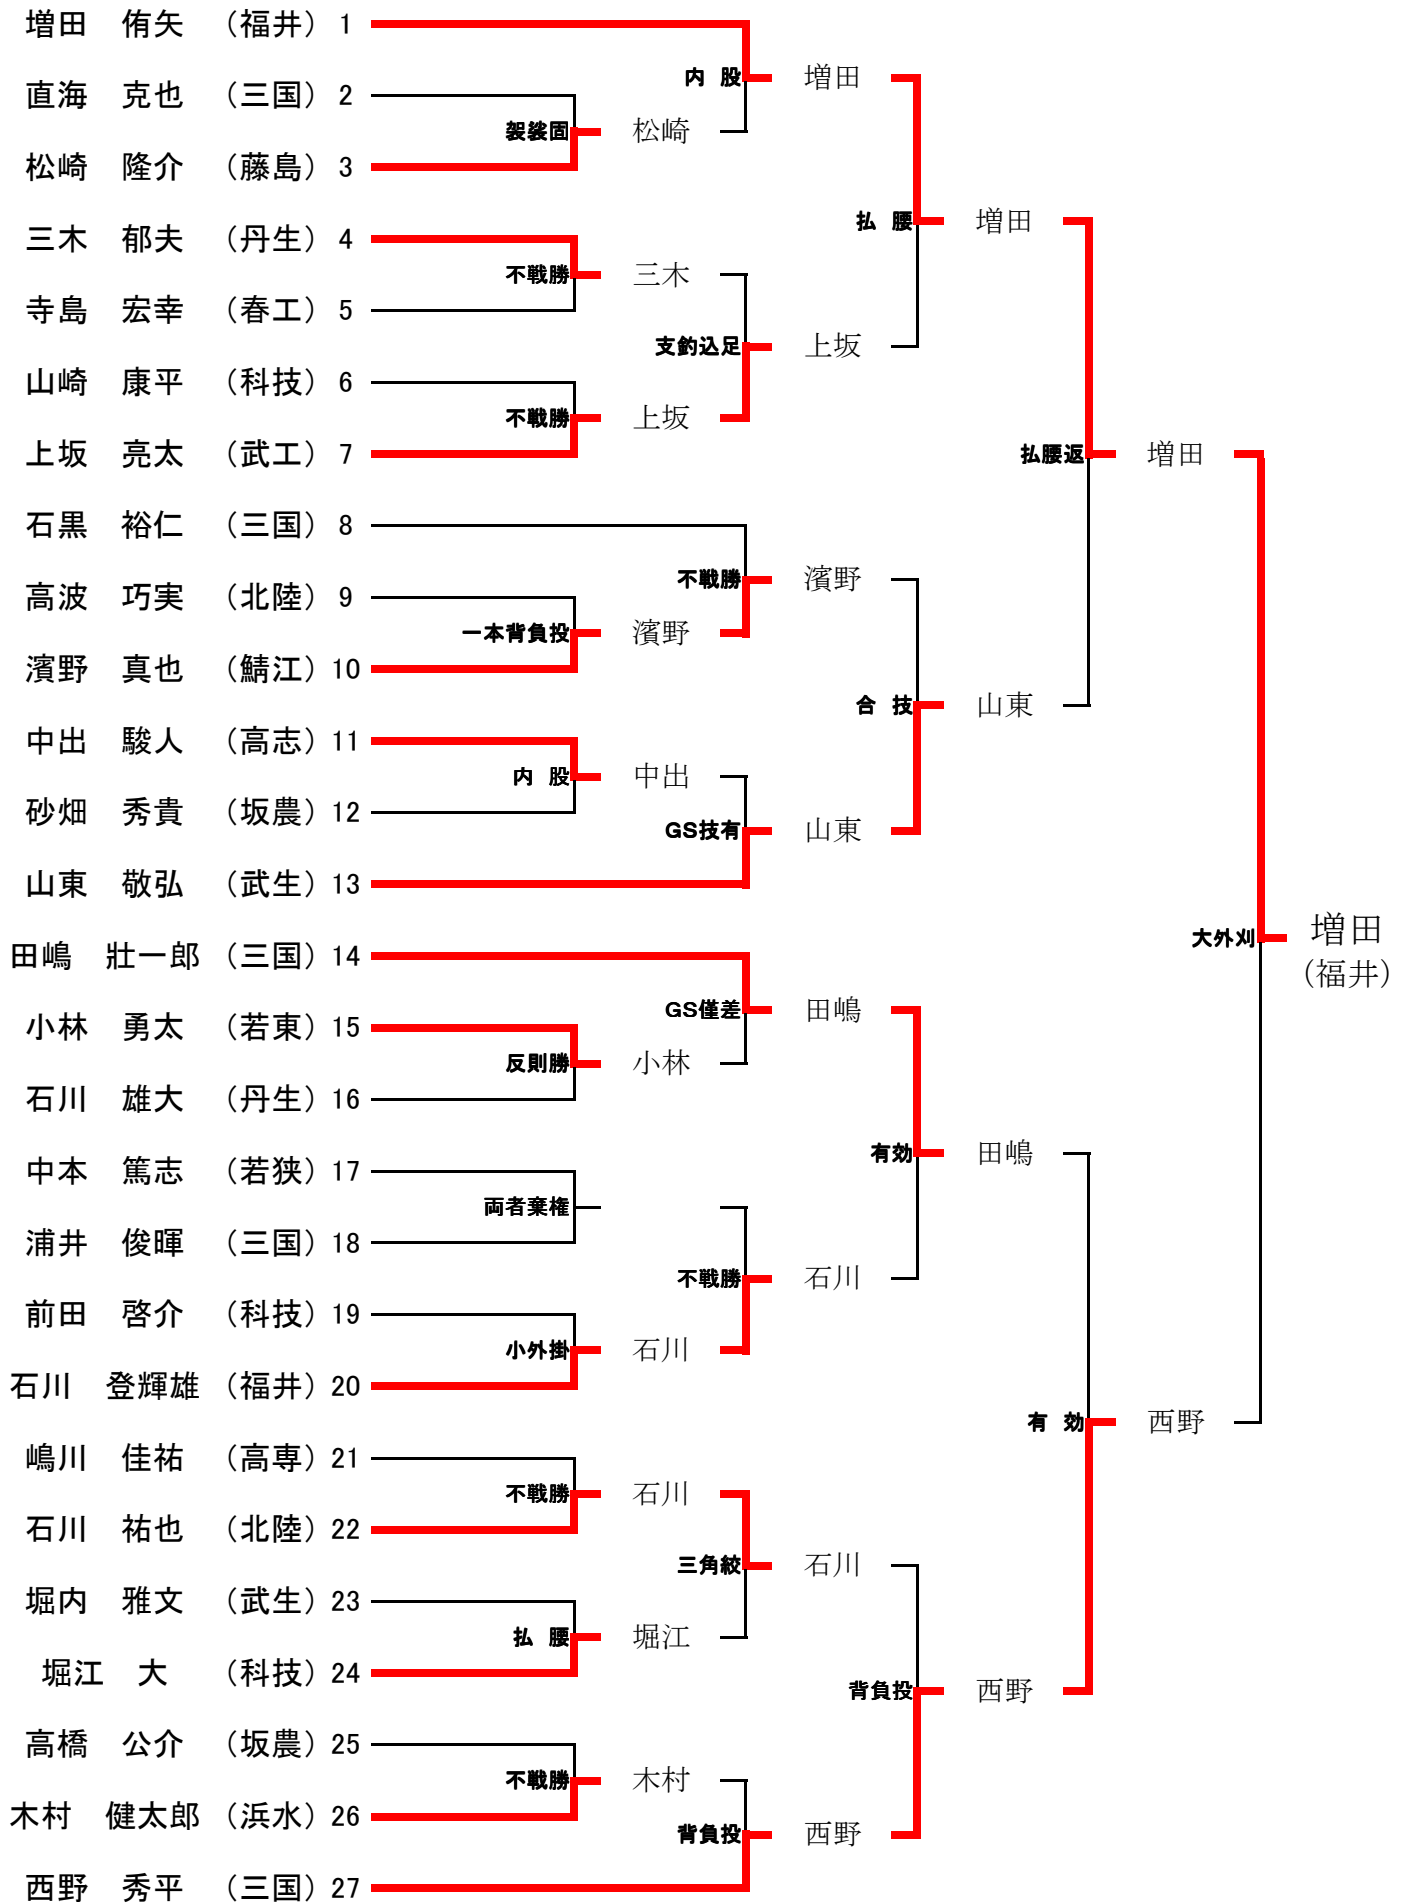 増田　侑矢　（福井）1
内 股　増田
直海　克也　（三国）2
袈裟固　松崎
松崎　隆介　（藤島）3
払 腰　増田
三木　郁夫　（丹生）4
不戦勝　三木
寺島　宏幸　（春工）5
支釣込足　上坂
山崎　康平　（科技）6
不戦勝　上坂
上坂　亮太　（武工）7
払腰返　増田
石黒　裕仁　（三国）8
不戦勝　濱野
高波　巧実　（北陸）9
一本背負投　濱野
濱野　真也　（鯖江）10
合 技　山東
中出　駿人　（高志）11
内 股　中出
砂畑　秀貴　（坂農）12
GS技有　山東
山東　敬弘　（武生）13
大外刈　増田
（福井）
田嶋　壯一郎（三国）14
GS僅差　田嶋
小林　勇太　（若東）15
反則勝　小林
石川　雄大　（丹生）16
有効　田嶋
中本　篤志　（若狭）17
両者棄権
浦井　俊暉　（三国）18
不戦勝　石川
前田　啓介　（科技）19
小外掛　石川
石川　登輝雄（福井）20
有 効　西野
嶋川　佳祐　（高専）21
不戦勝　石川
石川　祐也　（北陸）22
三角絞　石川
堀内　雅文　（武生）23
払 腰　堀江
堀江　大　（科技）24
背負投　西野
高橋　公介　（坂農）25
不戦勝　木村
木村　健太郎（浜水）26
背負投　西野
西野　秀平　（三国）27